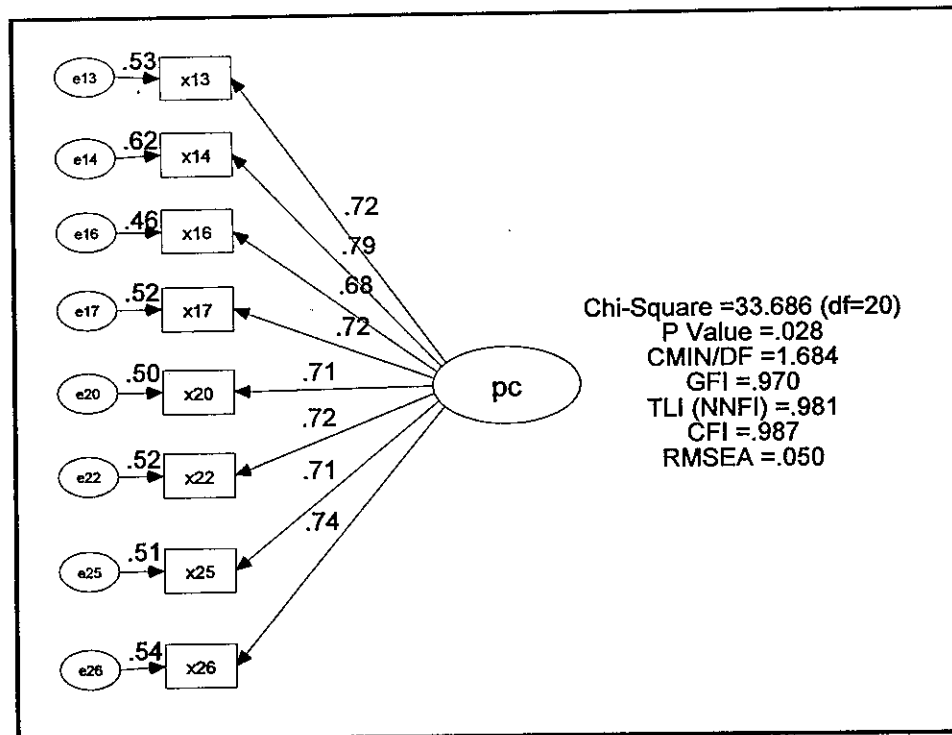 .53
e13
x13
.62
e14
x14
.72
.46
e16
x16
.79
.68
.52
e17
x17
.72
Chi-Square =33.686 (df=20)
P Value =.028
CMIN/DF =1.684
GFI =.970
TLI (NNFI) =.981
CFI =.987
RMSEA =.050
.50
e20
x20
.71
pc
.72
.52
e22
x22
.71
.74
.51
e25
x25
.54
e26
x26